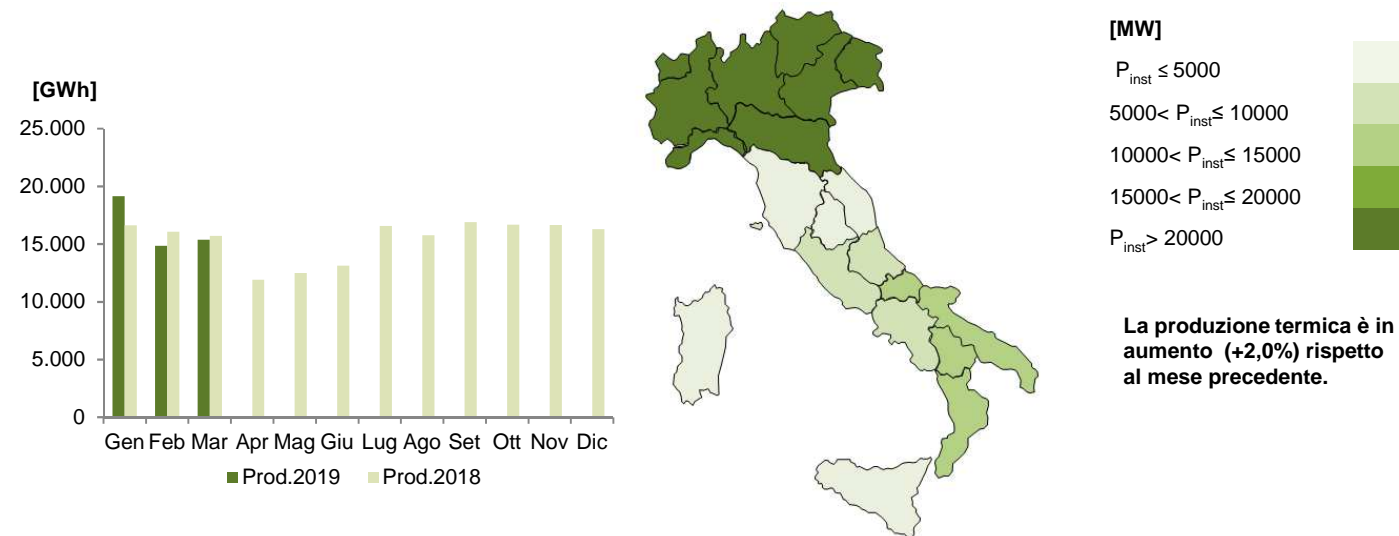 [GWh]
25.000
20.000
15.000
10.000
5.000
0
Gen Feb Mar Apr Mag Giu Lug Ago Set Ott Nov Dic
Prod.2019 Prod.2018
[MW]
Pinst ≤ 5000
5000< Pinst≤ 10000
10000< Pinst≤ 15000
15000< Pinst≤ 20000
Pinst> 20000
La produzione termica è in
aumento (+2,0%) rispetto
al mese precedente.